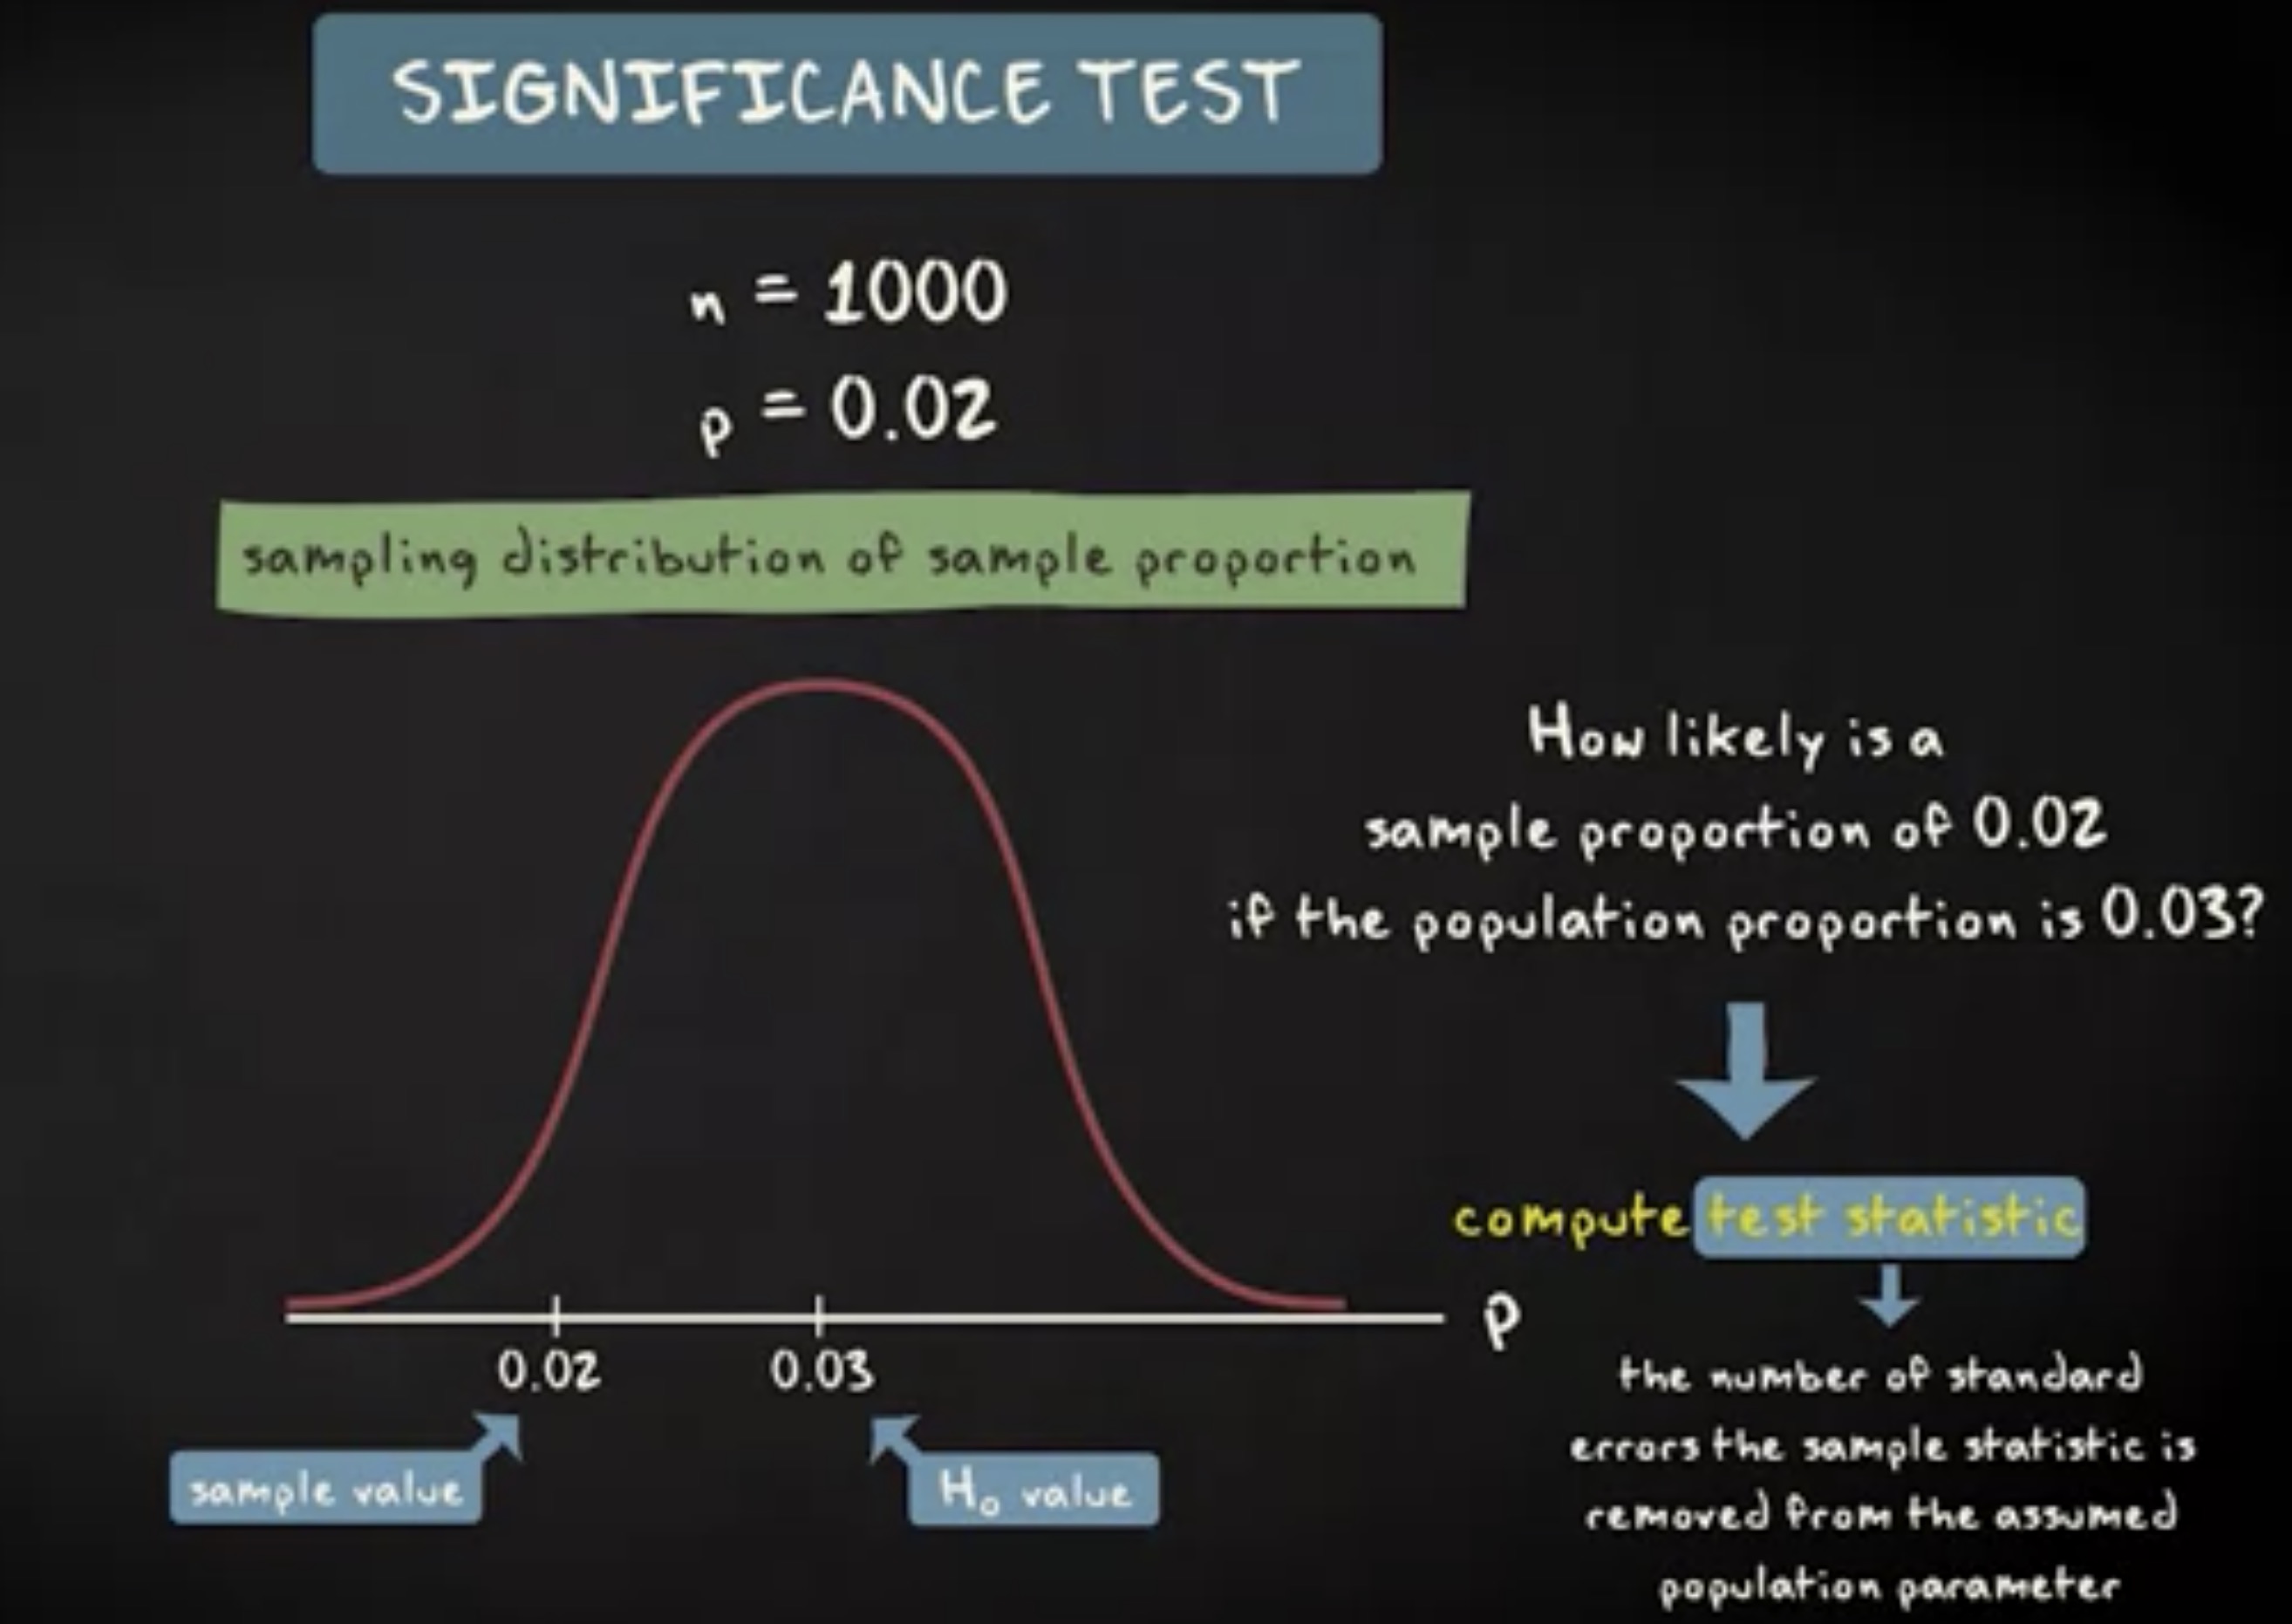 SIGNIFICANCE TEST
n = 1000
p = 0.02
sampling distribution of sample proportion
How likely is a
sample proportion of 0.02
if the population proportion is 0.03?
compute test statistic
the number of standard
errors the sample statistic is
removed from the assumed
population parameter
p
0.02 0.03
sample value
H₀ value